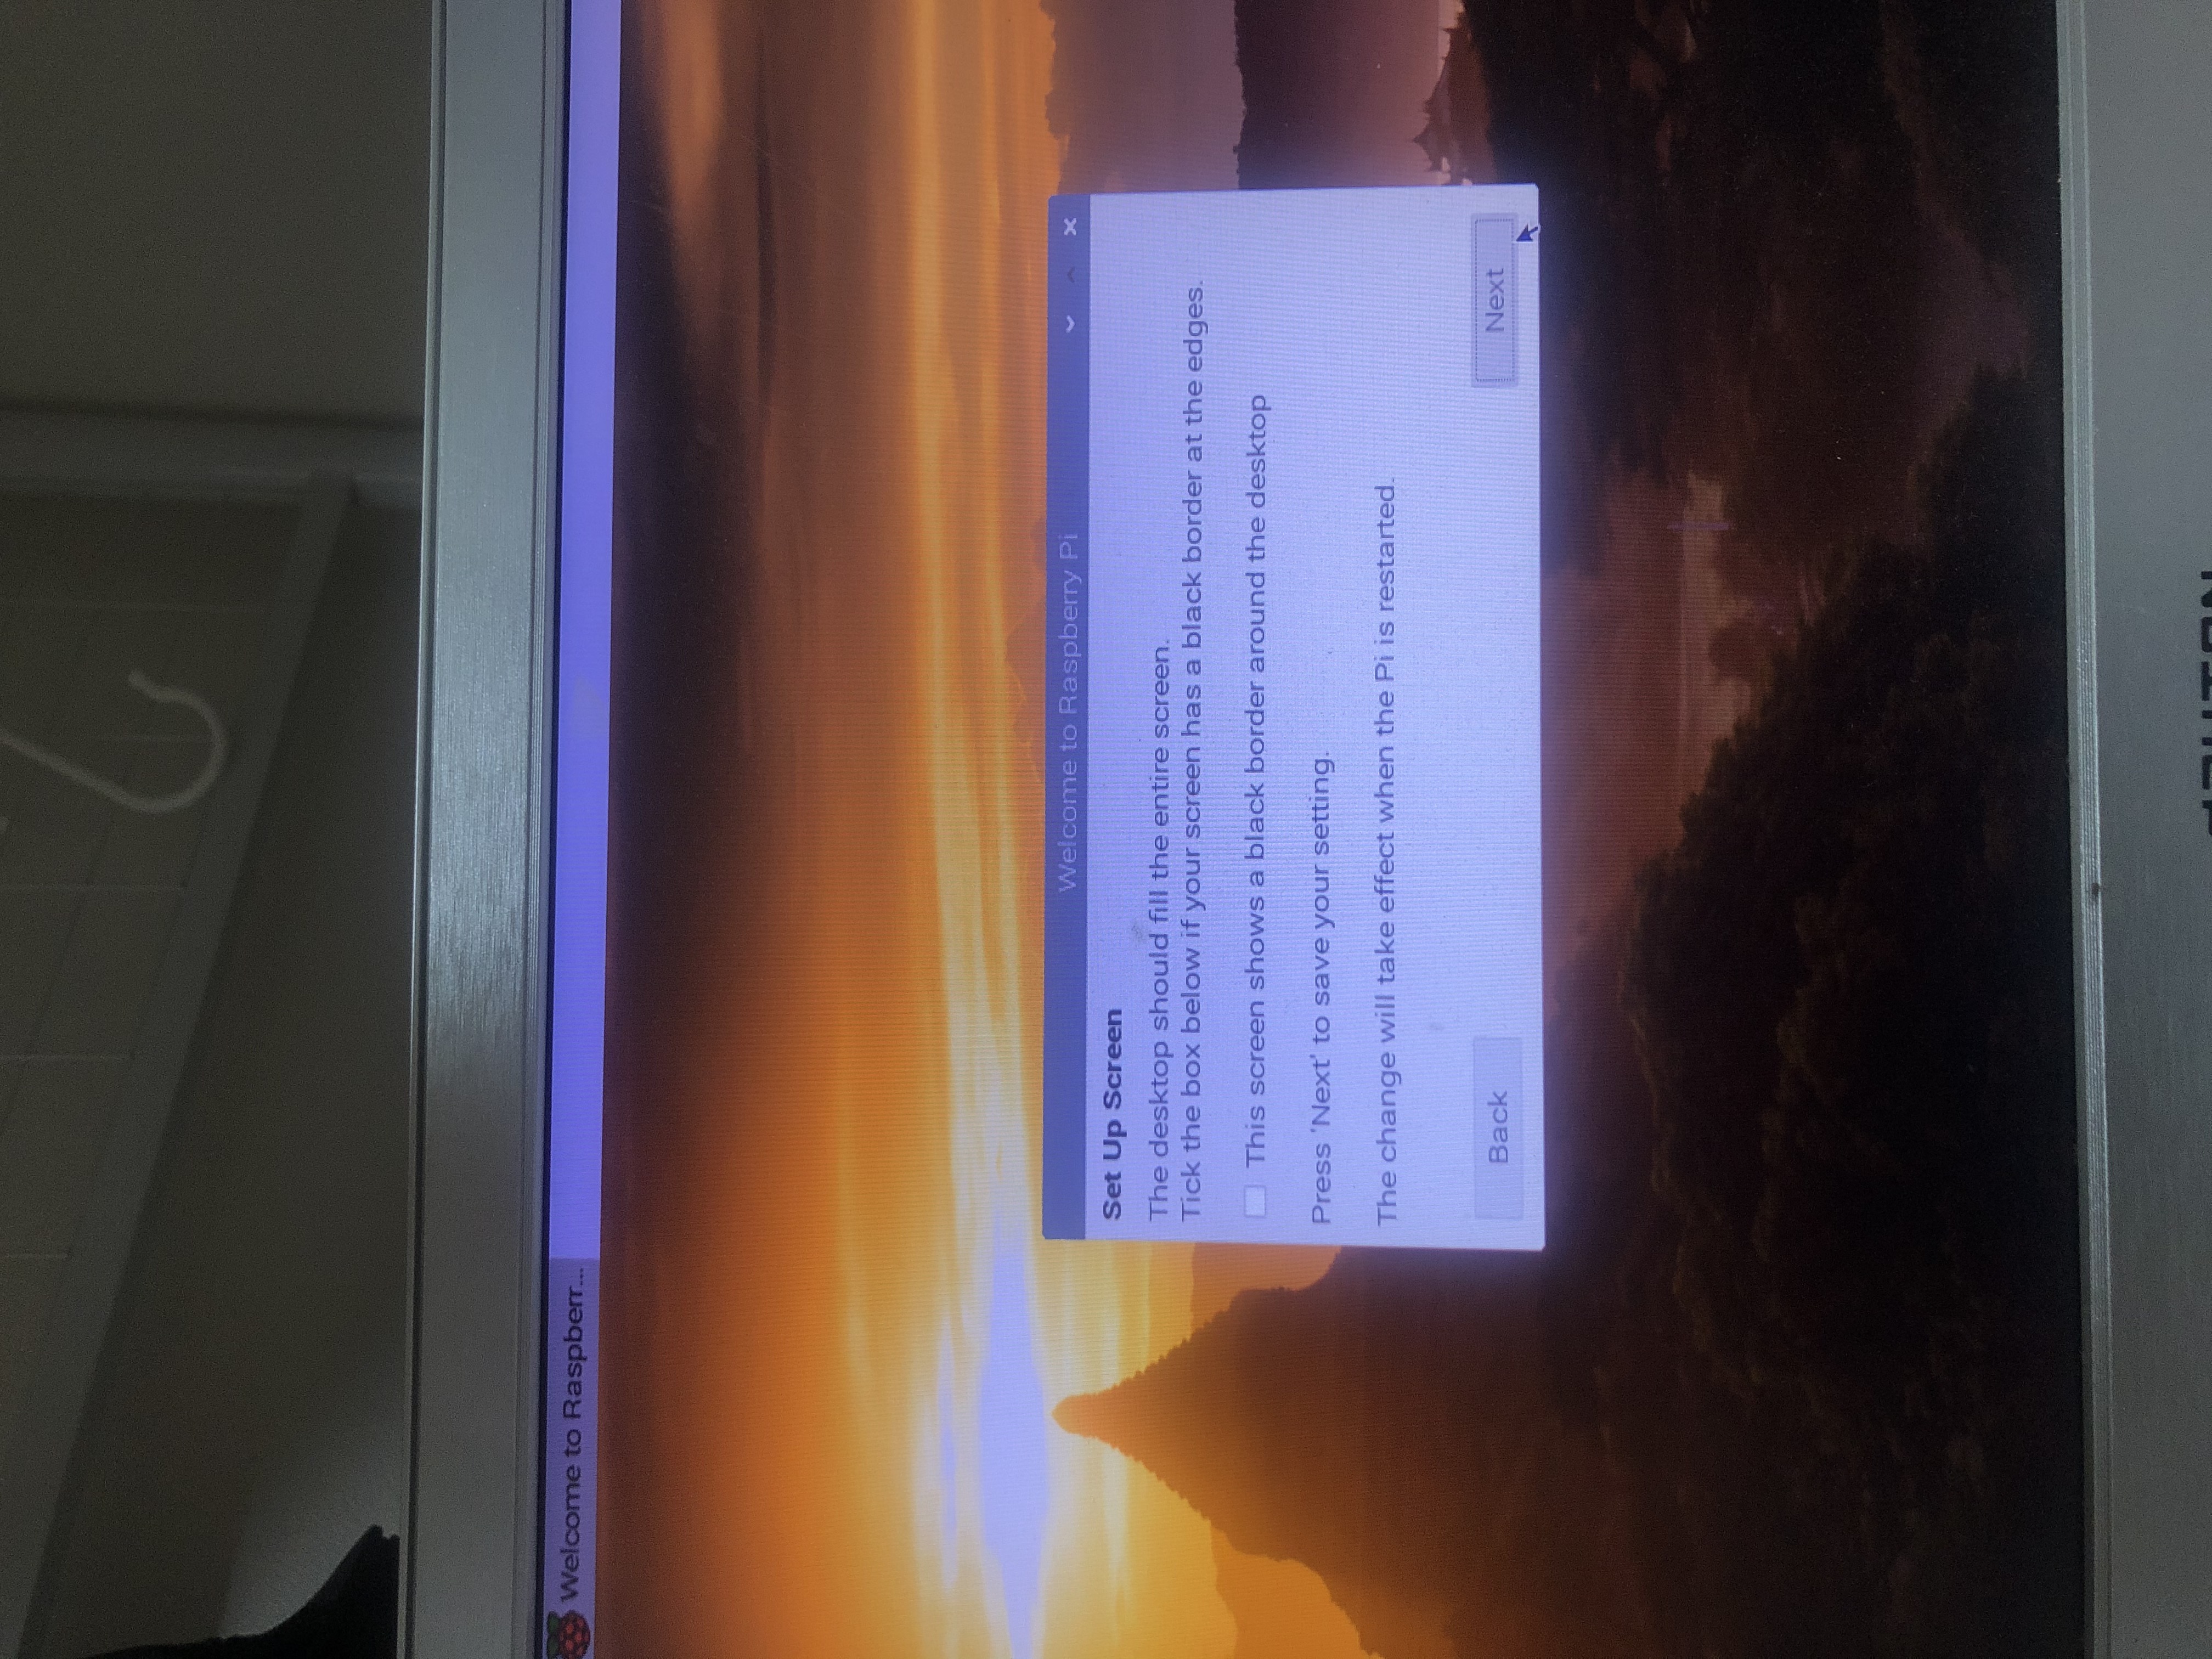 Welcome to Raspberr...
Welcome to Raspberry Pi
Set Up Screen
The desktop should fill the entire screen.
Tick the box below if your screen has a black border at the edges.
This screen shows a black border around the desktop
Press 'Next' to save your setting.
The change will take effect when the Pi is restarted.
Back
Next